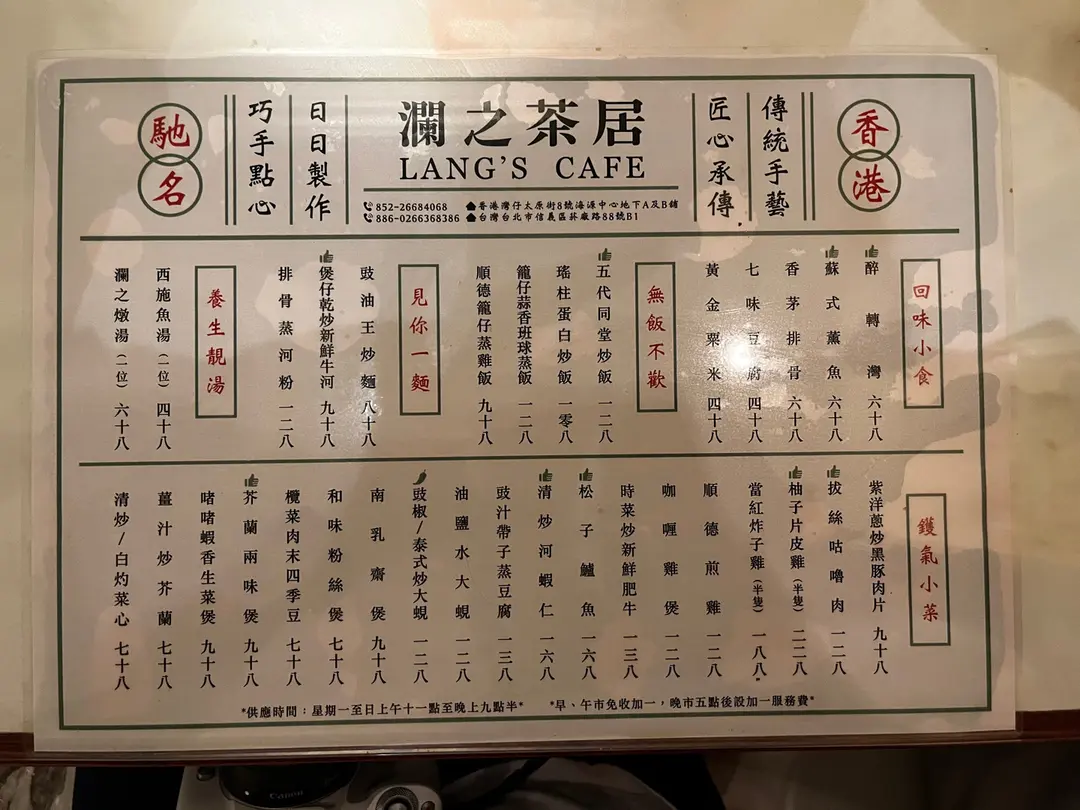 香港
傳統手藝
匠心承傳
瀾之茶居
LANG'S CAFE
852-26684068 香港灣仔太原街8號海源中心地下A及B鋪
886-0266368386 台灣台北市信義區菸廠路88號B1
日日製作
巧手點心
馳名
回味小食
醉轉灣 六十八
蘇式薰魚 六十八
香茅排骨 六十八
七味豆腐 四十八
黃金粟米 四十八
無飯不歡
五代同堂炒飯 一二八
瑤柱蛋白炒飯 一零八
籠仔蒜香班球蒸飯 一二八
順德籠仔蒸雞飯 九十八
見你一麵
豉油王炒麵 八十八
煲仔乾炒新鮮牛河 九十八
排骨蒸河粉 一二八
養生靚湯
西施魚湯(一位) 四十八
瀾之燉湯(一位) 六十八
鑊氣小菜
紫洋蔥炒黑豚肉片 九十八
拔絲咕嚕肉 一二八
柚子片皮雞(半隻) 二二八
當紅炸子雞(半隻) 一八八
順德煎雞 一二八
咖喱雞煲 一二八
時菜炒新鮮肥牛 一三八
松子鱸魚 一六八
清炒河蝦仁 一六八
豉汁帶子蒸豆腐 一三八
油鹽水大蜆 一二八
豉椒/泰式炒大蜆 一二八
南乳齋煲 九十八
和味粉絲煲 七十八
欖菜肉末四季豆 七十八
芥蘭兩味煲 九十八
啫啫蝦香生菜煲 九十八
薑汁炒芥蘭 七十八
清炒/白灼菜心 七十八
*供應時間：星期一至日上午十一點至晚上九點半* *早、午市免收加一，晚市五點後設加一服務費*
Canon